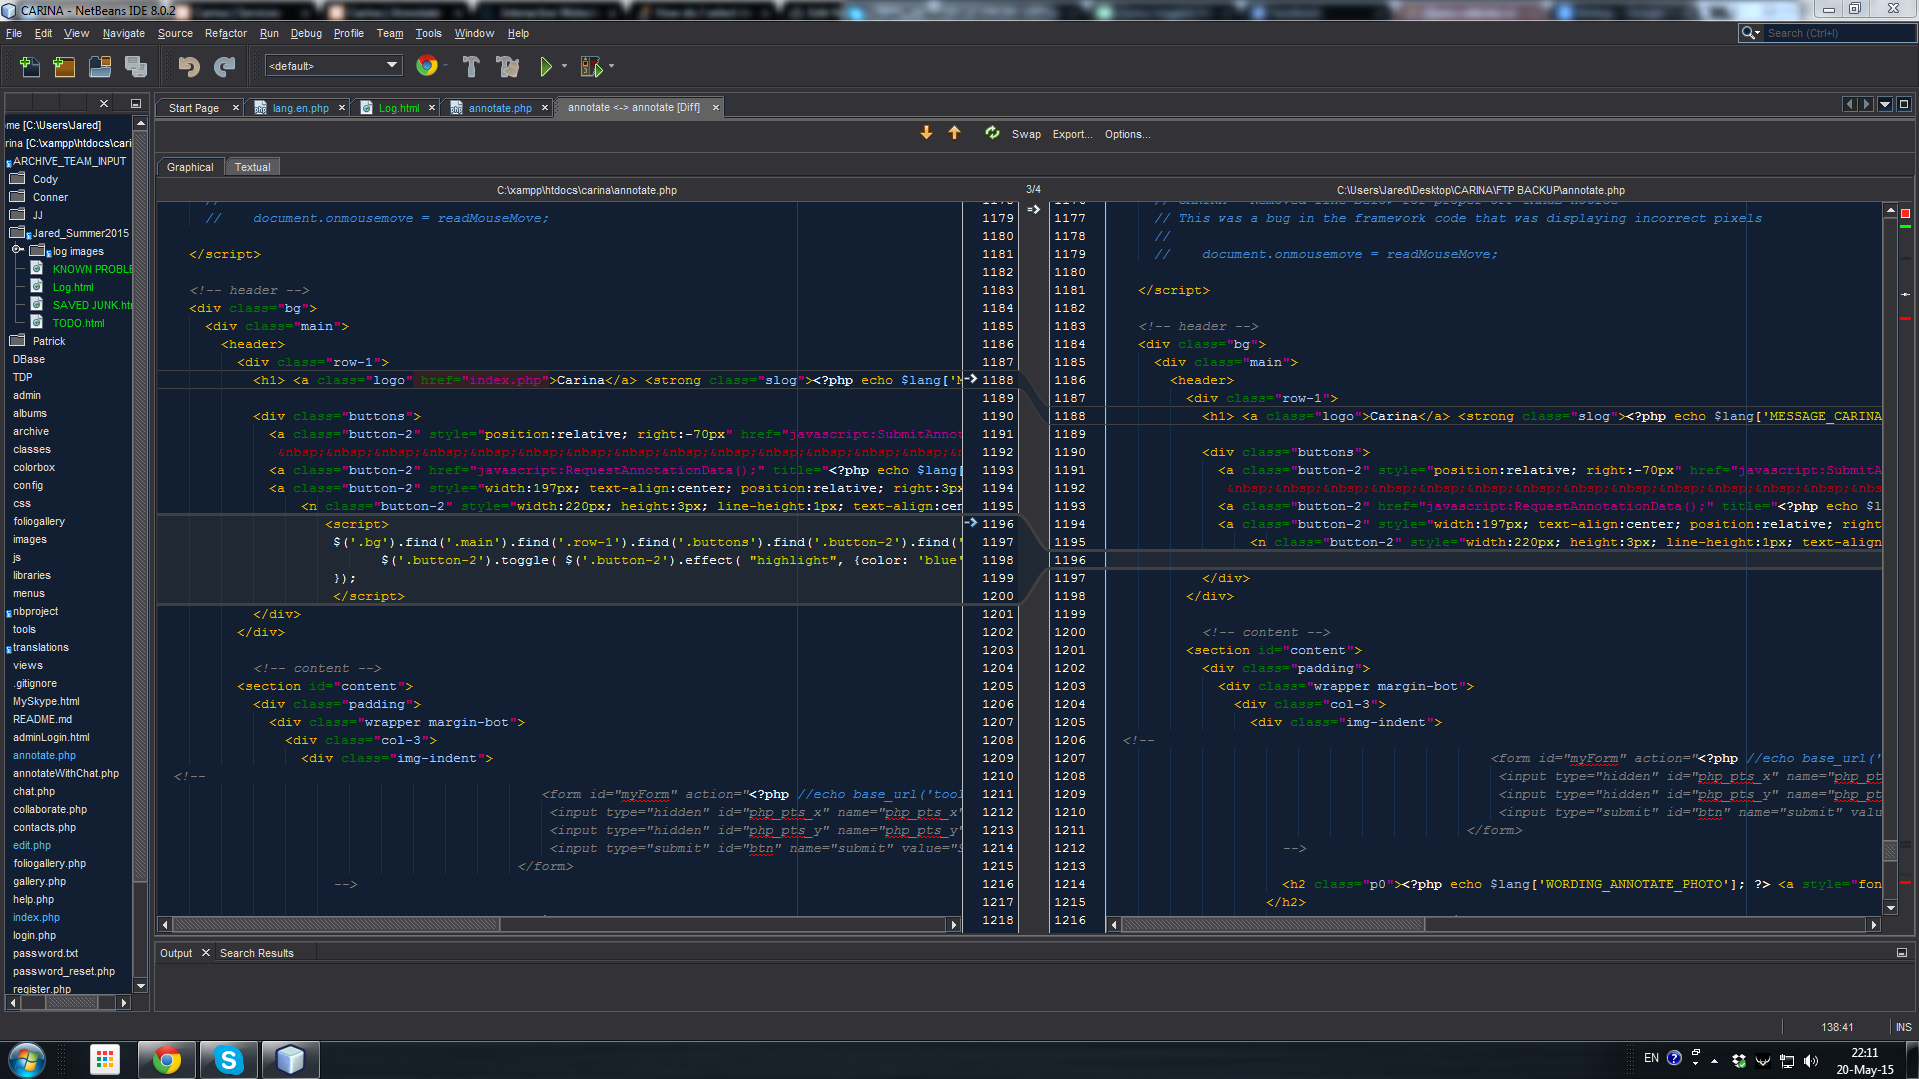 CARINA - NetBeans IDE 8.0.2
File Edit View Navigate Source Refactor Run Debug Profile Team Tools Window Help
Search (Ctrl+I)
<default>
Start Page lang.en.php Log.html annotate.php annotate <-> annotate [Diff]
Swap Export... Options...
Graphical Textual
C:\xampp\htdocs\carina\annotate.php 3/4 C:\Users\Jared\Desktop\CARINA\FTP BACKUP\annotate.php
ome [C:\Users\Jared]
rina [C:\xampp\htdocs\cari
ARCHIVE_TEAM_INPUT
Cody
Conner
JJ
Jared_Summer2015
log images
KNOWN PROBLE
Log.html
SAVED JUNK.ht
TODO.html
Patrick
DBase
TDP
admin
albums
archive
classes
colorbox
config
css
foliogallery
images
js
libraries
menus
nbproject
tools
translations
views
.gitignore
MySkype.html
README.md
adminLogin.html
annotate.php
annotateWithChat.php
chat.php
collaborate.php
contacts.php
edit.php
foliogallery.php
gallery.php
help.php
index.php
login.php
password.txt
password_reset.php
register.php
// document.onmousemove = readMouseMove; 1179
1180
</script> 1181
1182
<!-- header --> 1183
<div class="bg"> 1184
<div class="main"> 1185
<header> 1186
<div class="row-1"> 1187
<h1> <a class="logo" href="index.php">Carina</a> <strong class="slog"><?php echo $lang['M 1188
1189
<div class="buttons"> 1190
<a class="button-2" style="position:relative; right:-70px" href="javascript:SubmitAnno 1191
&nbsp;&nbsp;&nbsp;&nbsp;&nbsp;&nbsp;&nbsp;&nbsp;&nbsp;&nbsp;&nbsp;&nbsp;&nbsp;&nbsp; 1192
<a class="button-2" href="javascript:RequestAnnotationData();" title="<?php echo $lang[ 1193
<a class="button-2" style="width:197px; text-align:center; position:relative; right:3px 1194
<n class="button-2" style="width:220px; height:3px; line-height:1px; text-align:cen 1195
<script> 1196
$('.bg').find('.main').find('.row-1').find('.buttons').find('.button-2').find(' 1197
$('.button-2').toggle( $('.button-2').effect( "highlight", {color: 'blue' 1198
}); 1199
</script> 1200
</div> 1201
</div> 1202
1203
<!-- content --> 1204
<section id="content"> 1205
<div class="padding"> 1206
<div class="wrapper margin-bot"> 1207
<div class="col-3"> 1208
<div class="img-indent"> 1209
<!-- 1210
<form id="myForm" action="<?php //echo base_url('tool 1211
<input type="hidden" id="php_pts_x" name="php_pts_x" 1212
<input type="hidden" id="php_pts_y" name="php_pts_y" 1213
<input type="submit" id="btn" name="submit" value="S 1214
</form> 1215
--> 1216
1217
1218
1177 // This was a bug in the framework code that was displaying incorrect pixels
1178 //
1179 // document.onmousemove = readMouseMove;
1180
1181 </script>
1182
1183 <!-- header -->
1184 <div class="bg">
1185 <div class="main">
1186 <header>
1187 <div class="row-1">
1188 <h1> <a class="logo">Carina</a> <strong class="slog"><?php echo $lang['MESSAGE_CARINA
1189
1190 <div class="buttons">
1191 <a class="button-2" style="position:relative; right:-70px" href="javascript:SubmitA
1192 &nbsp;&nbsp;&nbsp;&nbsp;&nbsp;&nbsp;&nbsp;&nbsp;&nbsp;&nbsp;&nbsp;&nbsp;&nbsp;&ns
1193 <a class="button-2" href="javascript:RequestAnnotationData();" title="<?php echo $l
1194 <a class="button-2" style="width:197px; text-align:center; position:relative; right
1195 <n class="button-2" style="width:220px; height:3px; line-height:1px; text-align
1196
1197 </div>
1198 </div>
1199
1200 <!-- content -->
1201 <section id="content">
1202 <div class="padding">
1203 <div class="wrapper margin-bot">
1204 <div class="col-3">
1205 <div class="img-indent">
1206 <!--
1207 <form id="myForm" action="<?php //echo base_url('
1208 <input type="hidden" id="php_pts_x" name="php_pt
1209 <input type="hidden" id="php_pts_y" name="php_pt
1210 <input type="submit" id="btn" name="submit" valu
1211 </form>
1212 -->
1213
1214 <h2 class="p0"><?php echo $lang['WORDING_ANNOTATE_PHOTO']; ?> <a style="fon
1215 </h2>
1216
Output Search Results
138:41 INS
EN 22:11
20-May-15